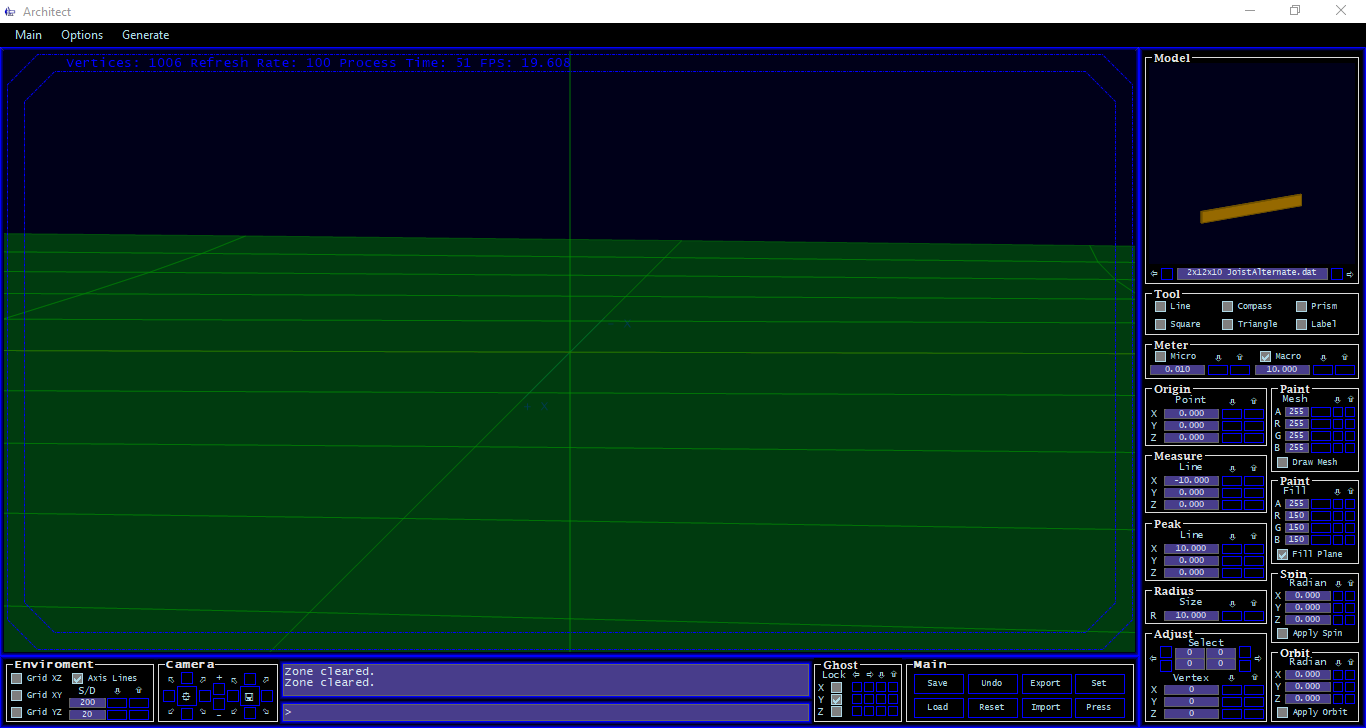 Architect
Main Options Generate
Vertices: 1006 Refresh Rate: 100 Process Time: 51 FPS: 19.608
Model
2x12x10 JoistAlternate.dat
Tool
Line Compass Prism
Square Triangle Label
Meter
Micro Macro
0.010 10.000
Origin
Point
X 0.000
Y 0.000
Z 0.000
Paint
Mesh
A 255
R 255
G 255
B 255
Draw Mesh
Measure
Line
X -10.000
Y 0.000
Z 0.000
Paint
Fill
A 255
R 150
G 150
B 150
Fill Plane
Peak
Line
X 10.000
Y 0.000
Z 0.000
Spin
Radian
X 0.000
Y 0.000
Z 0.000
Apply Spin
Radius
Size
R 10.000
Adjust
Select
0 0
0 0
Vertex
X 0
Y 0
Z 0
Orbit
Radian
X 0.000
Y 0.000
Z 0.000
Apply Orbit
Enviroment
Grid XZ Axis Lines
Grid XY S/D
200
Grid YZ 20
Camera
+
-
Zone cleared.
Zone cleared.
>
Ghost
Lock
X
Y
Z
Main
Save Undo Export Set
Load Reset Import Press